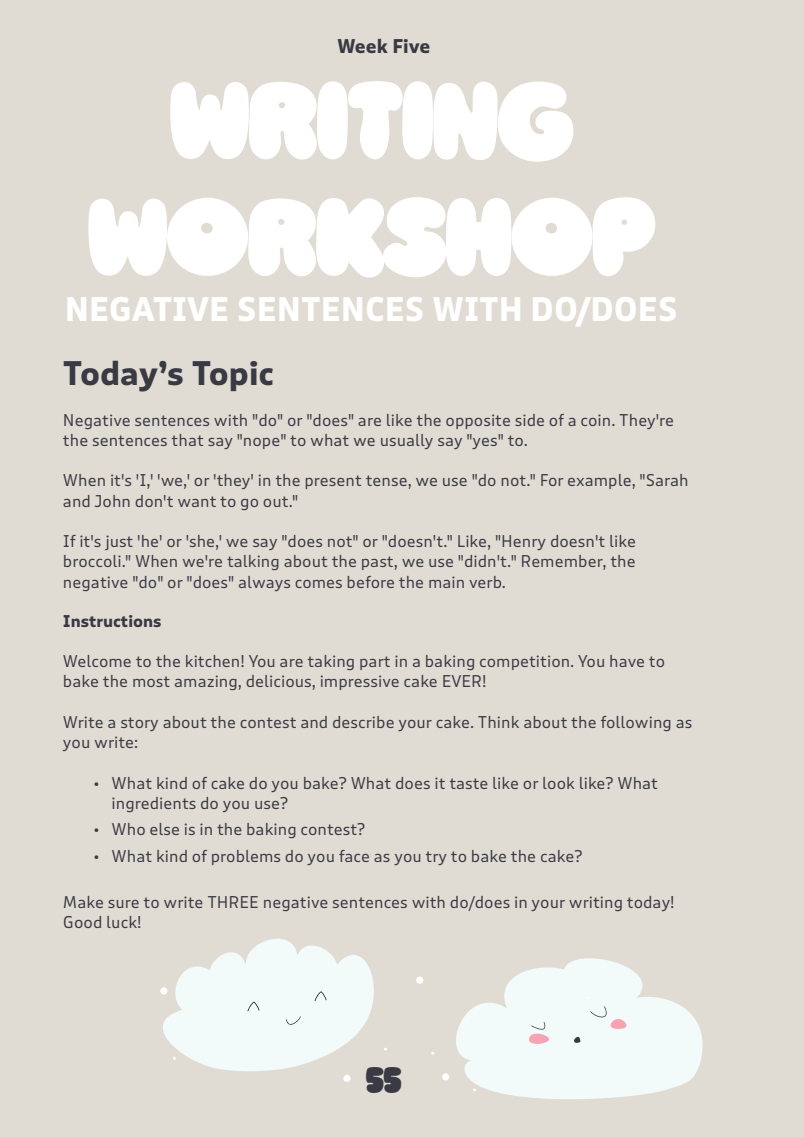 Week Five
WRITING
WORKSHOP
NEGATIVE SENTENCES WITH DO/DOES
Today’s Topic
Negative sentences with "do" or "does" are like the opposite side of a coin. They're
the sentences that say "nope" to what we usually say "yes" to.
When it's 'I,' 'we,' or 'they' in the present tense, we use "do not." For example, "Sarah
and John don't want to go out."
If it's just 'he' or 'she,' we say "does not" or "doesn't." Like, "Henry doesn't like
broccoli." When we're talking about the past, we use "didn't." Remember, the
negative "do" or "does" always comes before the main verb.
Instructions
Welcome to the kitchen! You are taking part in a baking competition. You have to
bake the most amazing, delicious, impressive cake EVER!
Write a story about the contest and describe your cake. Think about the following as
you write:
• What kind of cake do you bake? What does it taste like or look like? What
ingredients do you use?
• Who else is in the baking contest?
• What kind of problems do you face as you try to bake the cake?
Make sure to write THREE negative sentences with do/does in your writing today!
Good luck!
55